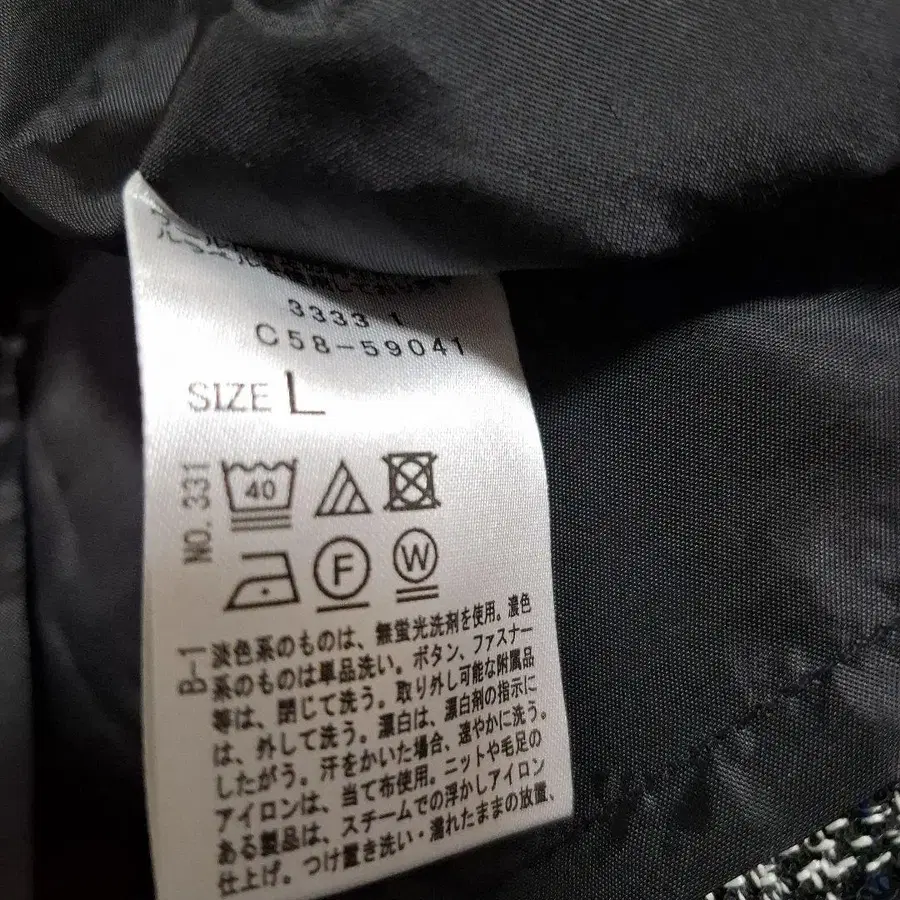 3333 1
C58-59041
SIZE L
NO. 331
40
F
W
B-1
淡色系のものは、無蛍光洗剤を使用。濃色
系のものは単品洗い。ボタン、ファスナー
等は、閉じて洗う。取り外し可能な附属品
は、外して洗う。漂白は、漂白剤の指示に
したがう。汗をかいた場合、速やかに洗う。
アイロンは、当て布使用。ニットや毛足の
ある製品は、スチームでの浮かしアイロン
仕上げ。つけ置き洗い・濡れたままの放置、